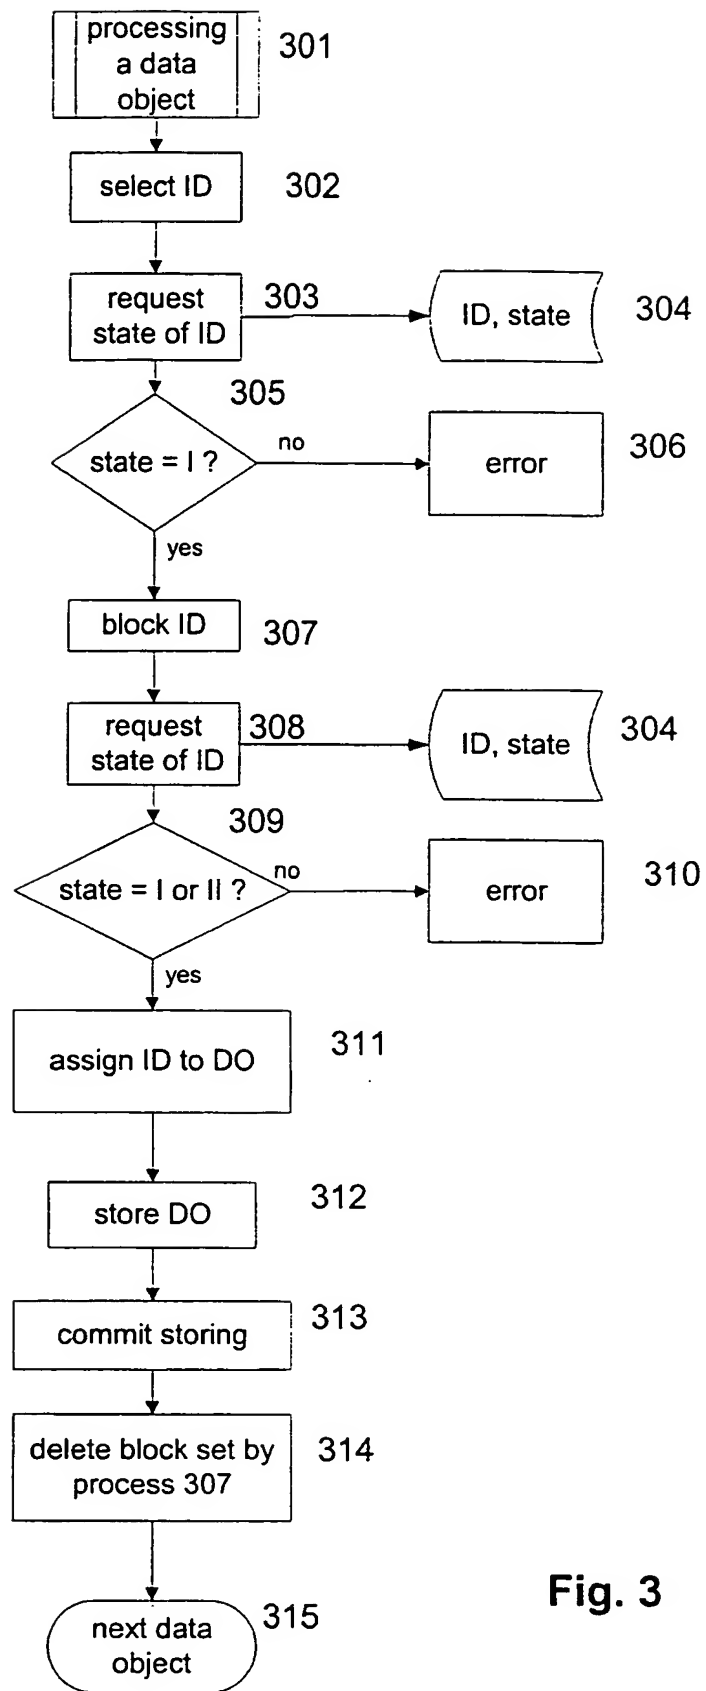 processing
a data
object
301
select ID
302
request
state of ID
303
ID, state
304
305
state = I ?
no
error
306
yes
block ID
307
request
state of ID
308
ID, state
304
309
state = I or II ?
no
error
310
yes
assign ID to DO
311
store DO
312
commit storing
313
delete block set by
process 307
314
next data
object
315
Fig. 3